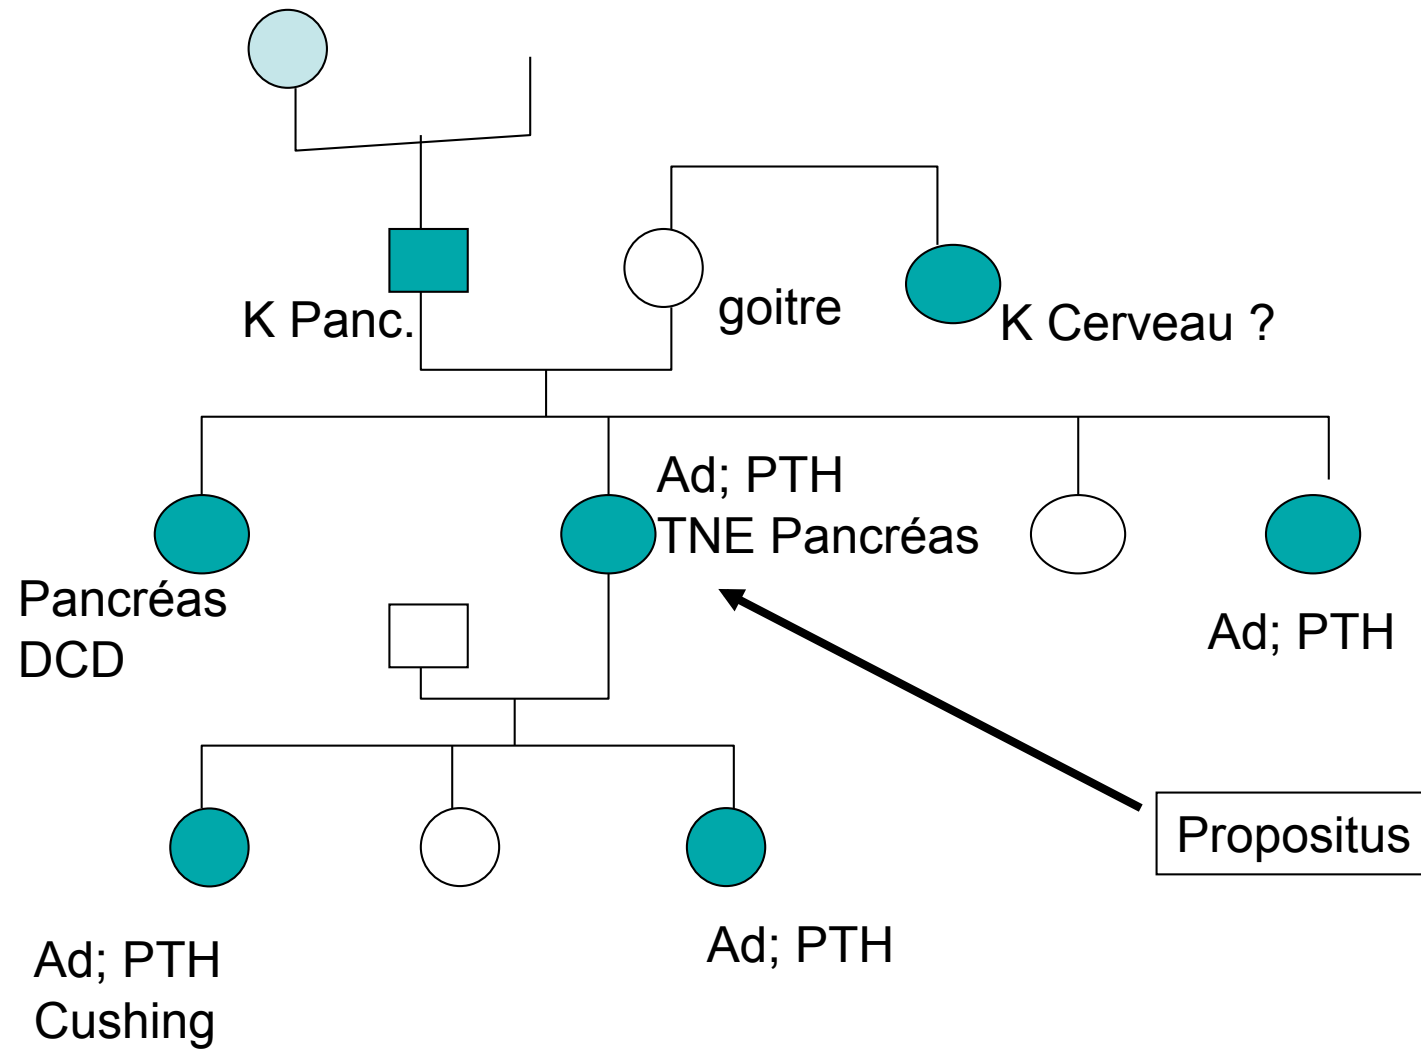 K Panc.
goitre
K Cerveau ?
Ad; PTH
TNE Pancréas
Pancréas
DCD
Ad; PTH
Propositus
Ad; PTH
Cushing
Ad; PTH